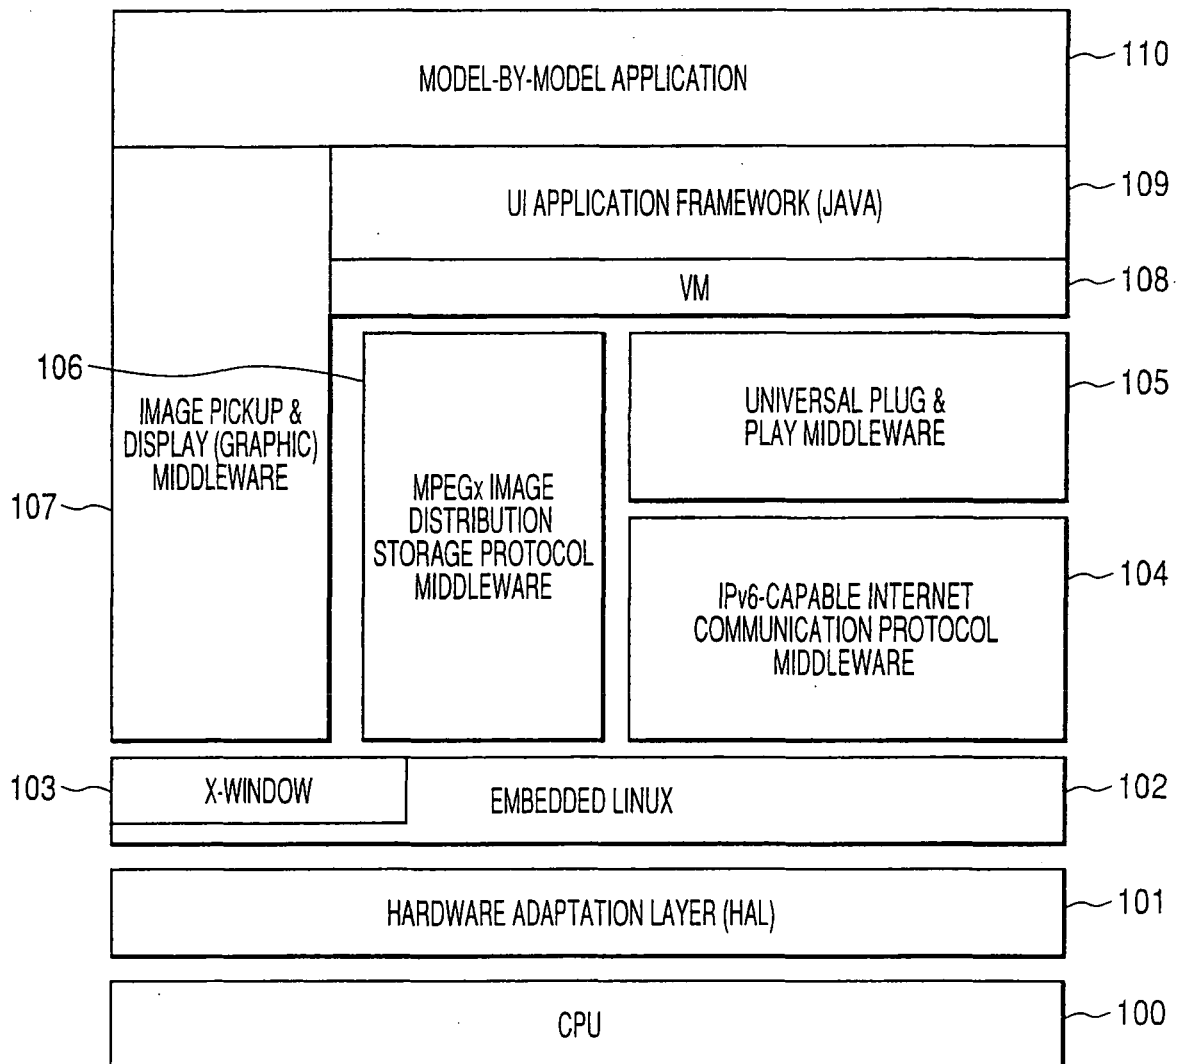 MODEL-BY-MODEL APPLICATION
110
UI APPLICATION FRAMEWORK (JAVA)
109
VM
108
106
IMAGE PICKUP &
DISPLAY (GRAPHIC)
MIDDLEWARE
107
MPEGx IMAGE
DISTRIBUTION
STORAGE PROTOCOL
MIDDLEWARE
UNIVERSAL PLUG &
PLAY MIDDLEWARE
105
IPv6-CAPABLE INTERNET
COMMUNICATION PROTOCOL
MIDDLEWARE
104
103
X-WINDOW
EMBEDDED LINUX
102
HARDWARE ADAPTATION LAYER (HAL)
101
CPU
100